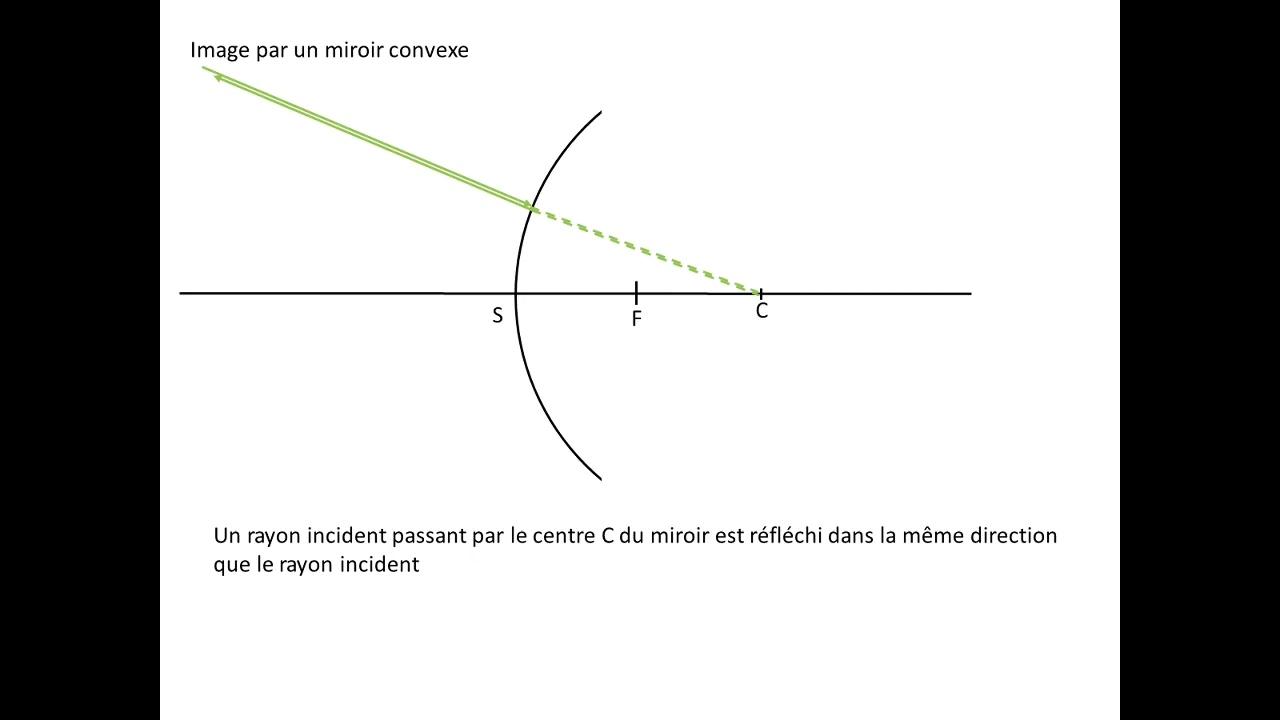 Image par un miroir convexe
S
F
C
Un rayon incident passant par le centre C du miroir est réfléchi dans la même direction
que le rayon incident